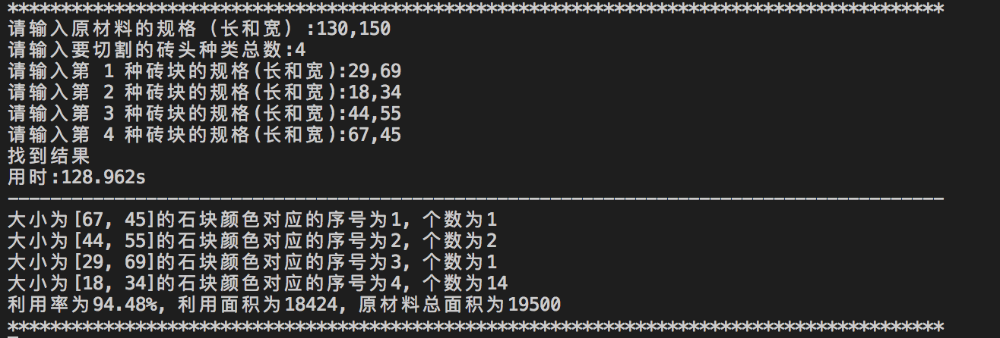 ****************************************************************************************
请输入原材料的规格 (长和宽) :130,150
请输入要切割的砖头种类总数:4
请输入第 1 种砖块的规格(长和宽):29,69
请输入第 2 种砖块的规格(长和宽):18,34
请输入第 3 种砖块的规格(长和宽):44,55
请输入第 4 种砖块的规格(长和宽):67,45
找到结果
用时:128.962s
----------------------------------------------------------------------------------------
大小为[67, 45]的石块颜色对应的序号为1, 个数为1
大小为[44, 55]的石块颜色对应的序号为2, 个数为2
大小为[29, 69]的石块颜色对应的序号为3, 个数为1
大小为[18, 34]的石块颜色对应的序号为4, 个数为14
利用率为94.48%, 利用面积为18424, 原材料总面积为19500
****************************************************************************************